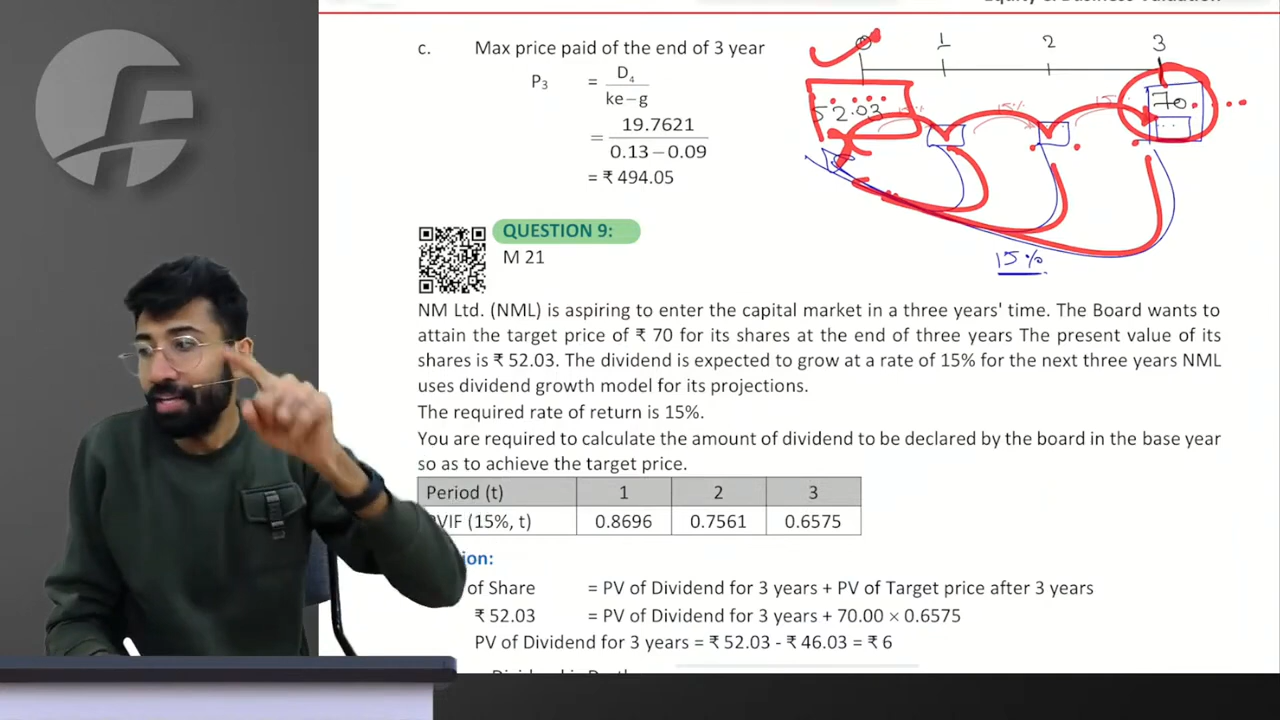 Equity & Business Valuation
c. Max price paid of the end of 3 year
P3 = D4 / ke–g
= 19.7621 / 0.13 – 0.09
= ₹ 494.05
0 1 2 3
52.03 15% 15% 15% 70
15%
QUESTION 9:
M 21
NM Ltd. (NML) is aspiring to enter the capital market in a three years' time. The Board wants to
attain the target price of ₹ 70 for its shares at the end of three years The present value of its
shares is ₹ 52.03. The dividend is expected to grow at a rate of 15% for the next three years NML
uses dividend growth model for its projections.
The required rate of return is 15%.
You are required to calculate the amount of dividend to be declared by the board in the base year
so as to achieve the target price.
Period (t) 1 2 3
PVIF (15%, t) 0.8696 0.7561 0.6575
ion:
of Share = PV of Dividend for 3 years + PV of Target price after 3 years
₹ 52.03 = PV of Dividend for 3 years + 70.00 × 0.6575
PV of Dividend for 3 years = ₹ 52.03 - ₹ 46.03 = ₹ 6